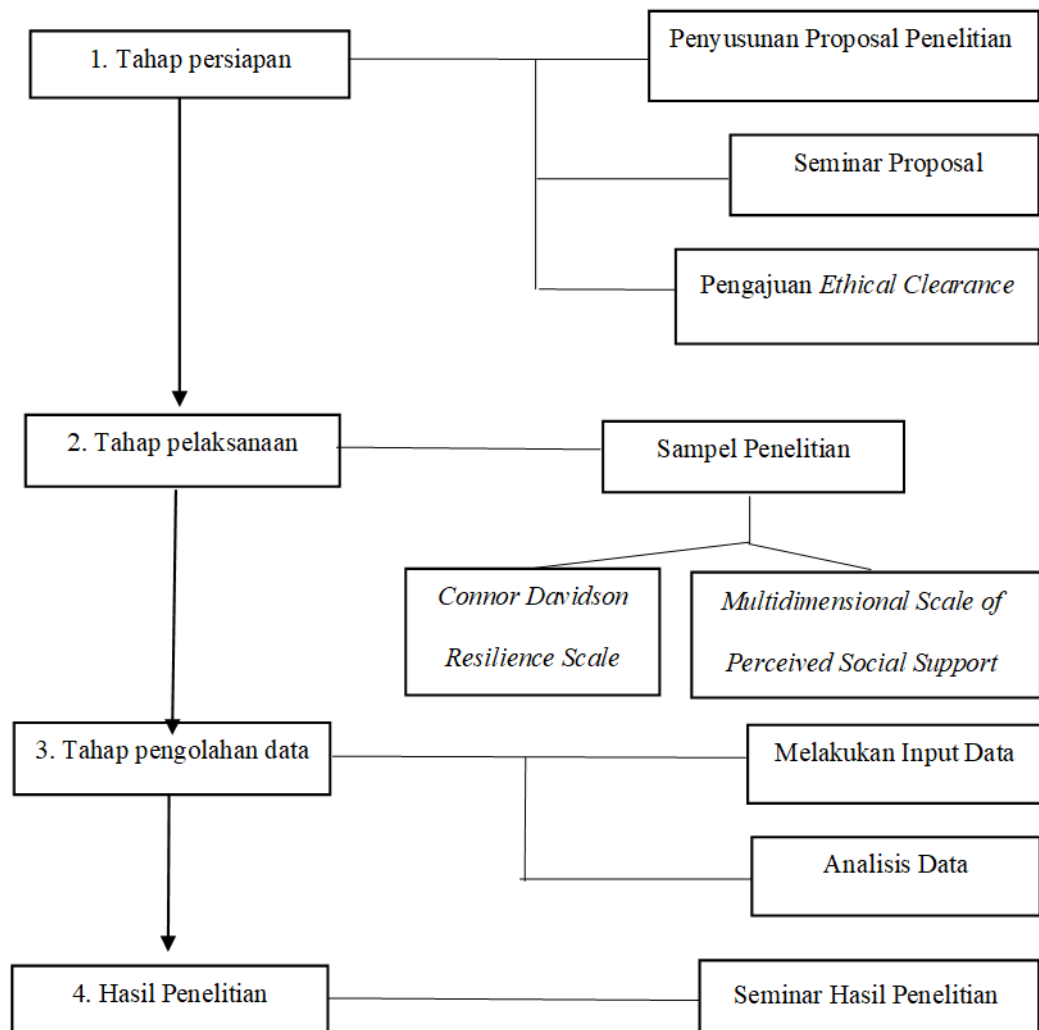 1. Tahap persiapan
Penyusunan Proposal Penelitian
Seminar Proposal
Pengajuan Ethical Clearance
2. Tahap pelaksanaan
Sampel Penelitian
Connor Davidson
Resilience Scale
Multidimensional Scale of
Perceived Social Support
3. Tahap pengolahan data
Melakukan Input Data
Analisis Data
4. Hasil Penelitian
Seminar Hasil Penelitian